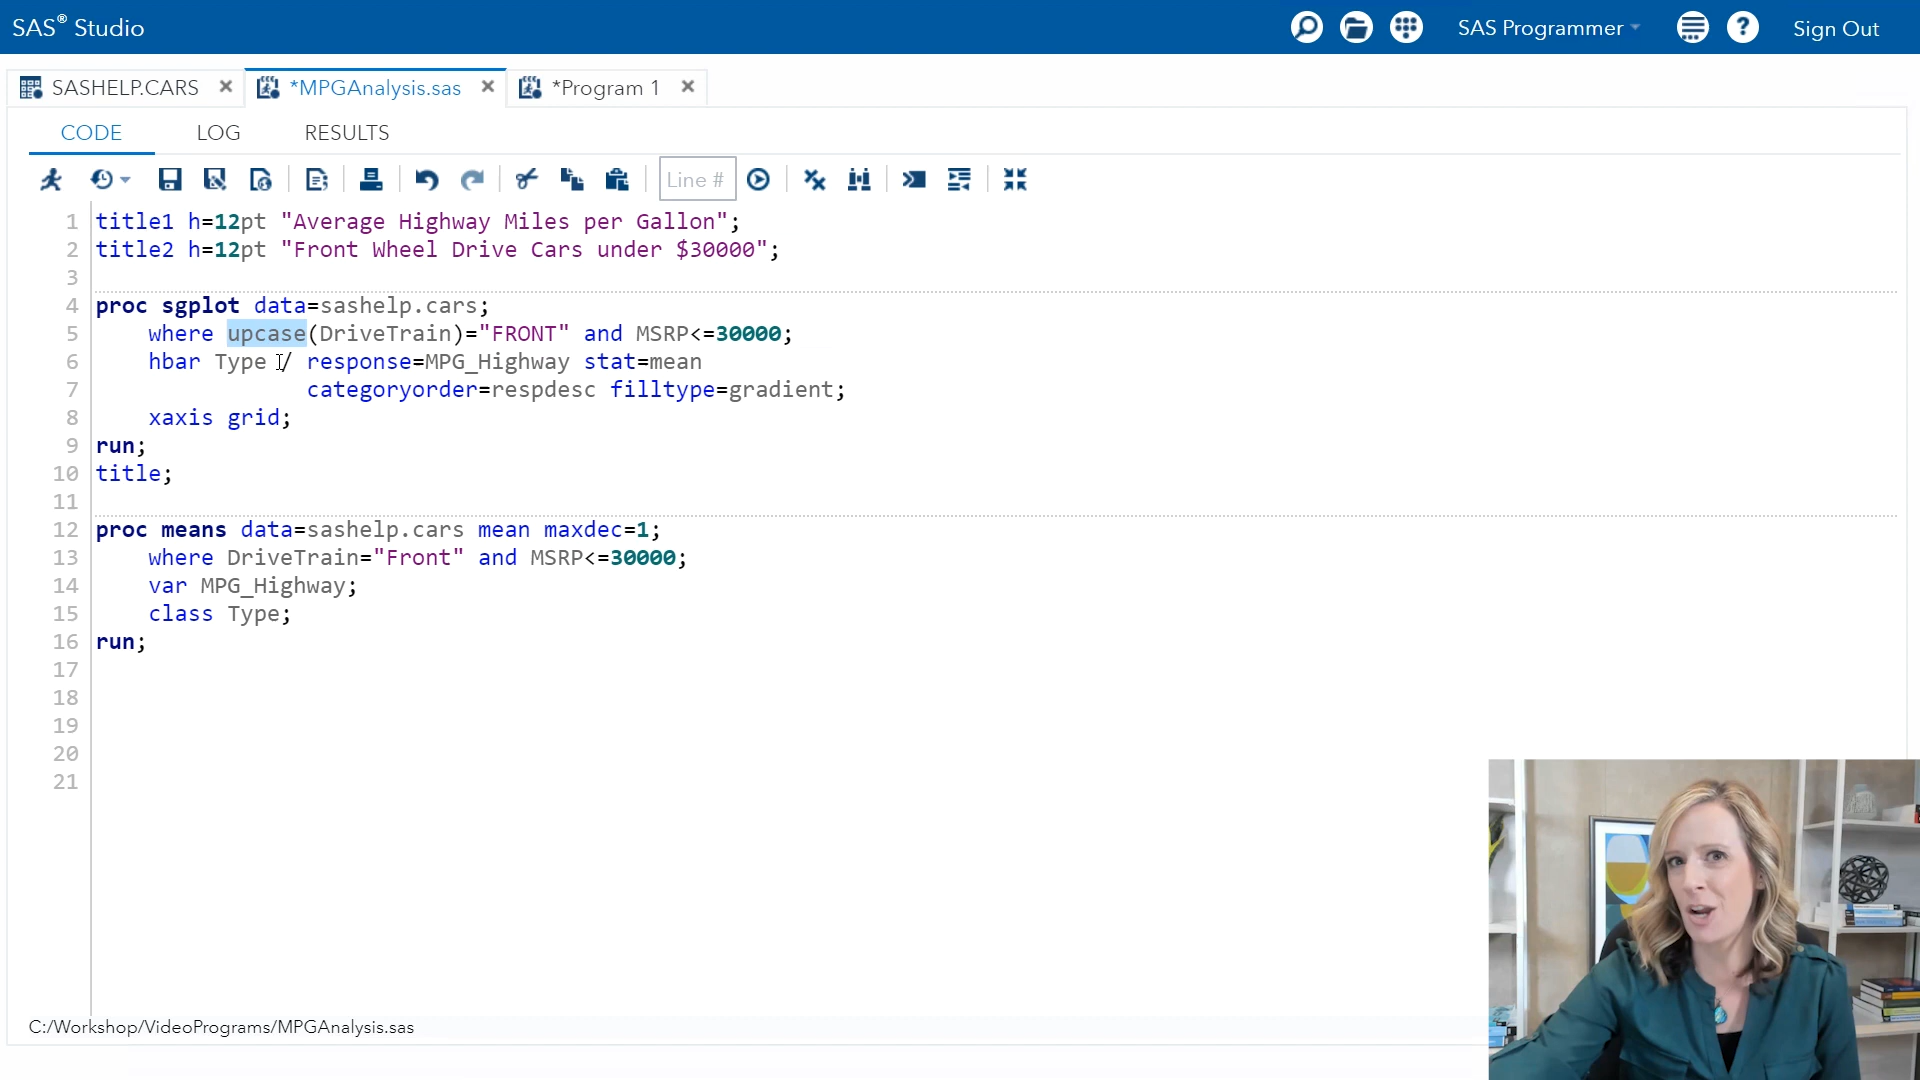 SAS® Studio
SAS Programmer
Sign Out
SASHELP.CARS
*MPGAnalysis.sas
*Program 1
CODE
LOG
RESULTS
Line #
1 title1 h=12pt "Average Highway Miles per Gallon";
2 title2 h=12pt "Front Wheel Drive Cars under $30000";
3
4 proc sgplot data=sashelp.cars;
5 where upcase(DriveTrain)="FRONT" and MSRP<=30000;
6 hbar Type / response=MPG_Highway stat=mean
7 categoryorder=respdesc filltype=gradient;
8 xaxis grid;
9 run;
10 title;
11
12 proc means data=sashelp.cars mean maxdec=1;
13 where DriveTrain="Front" and MSRP<=30000;
14 var MPG_Highway;
15 class Type;
16 run;
17
18
19
20
21
C:/Workshop/VideoPrograms/MPGAnalysis.sas